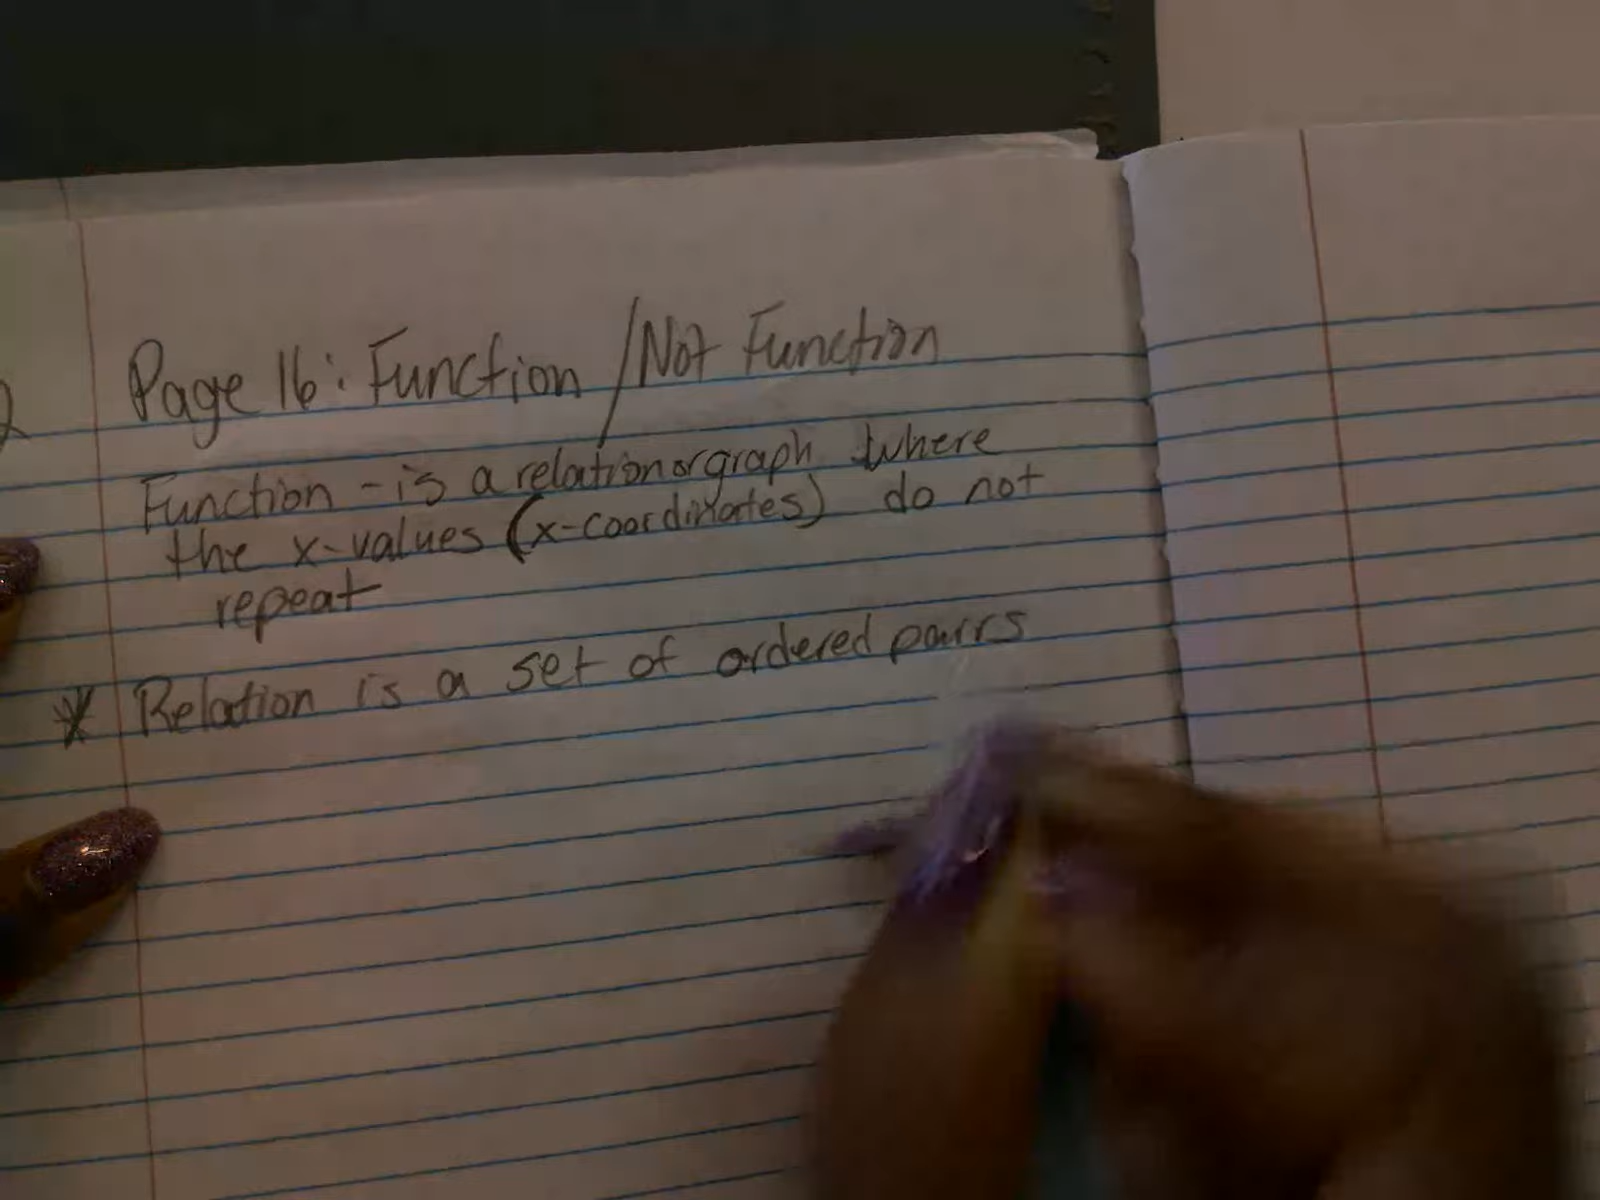 Page 16: Function / Not Function
Function - is a relation or graph where
the x-values (x-coordinates) do not
repeat
* Relation is a set of ordered pairs